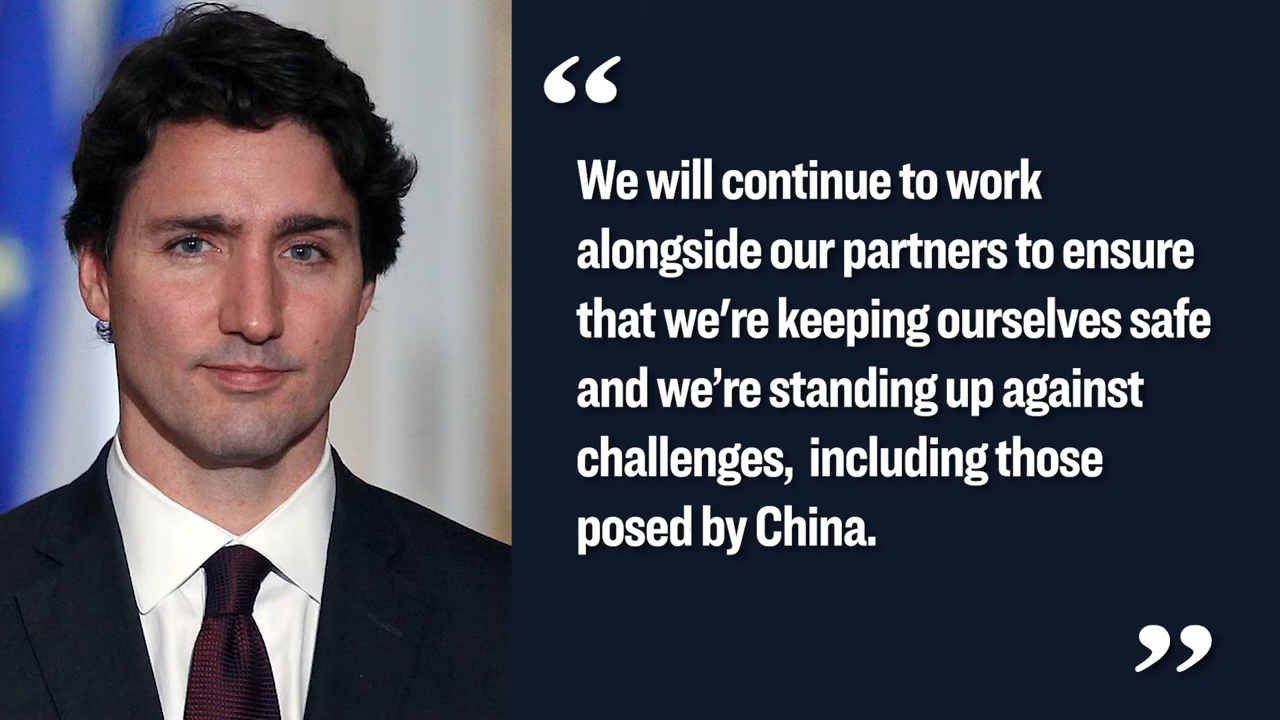 “
We will continue to work
alongside our partners to ensure
that we're keeping ourselves safe
and we’re standing up against
challenges,  including those
posed by China.
”